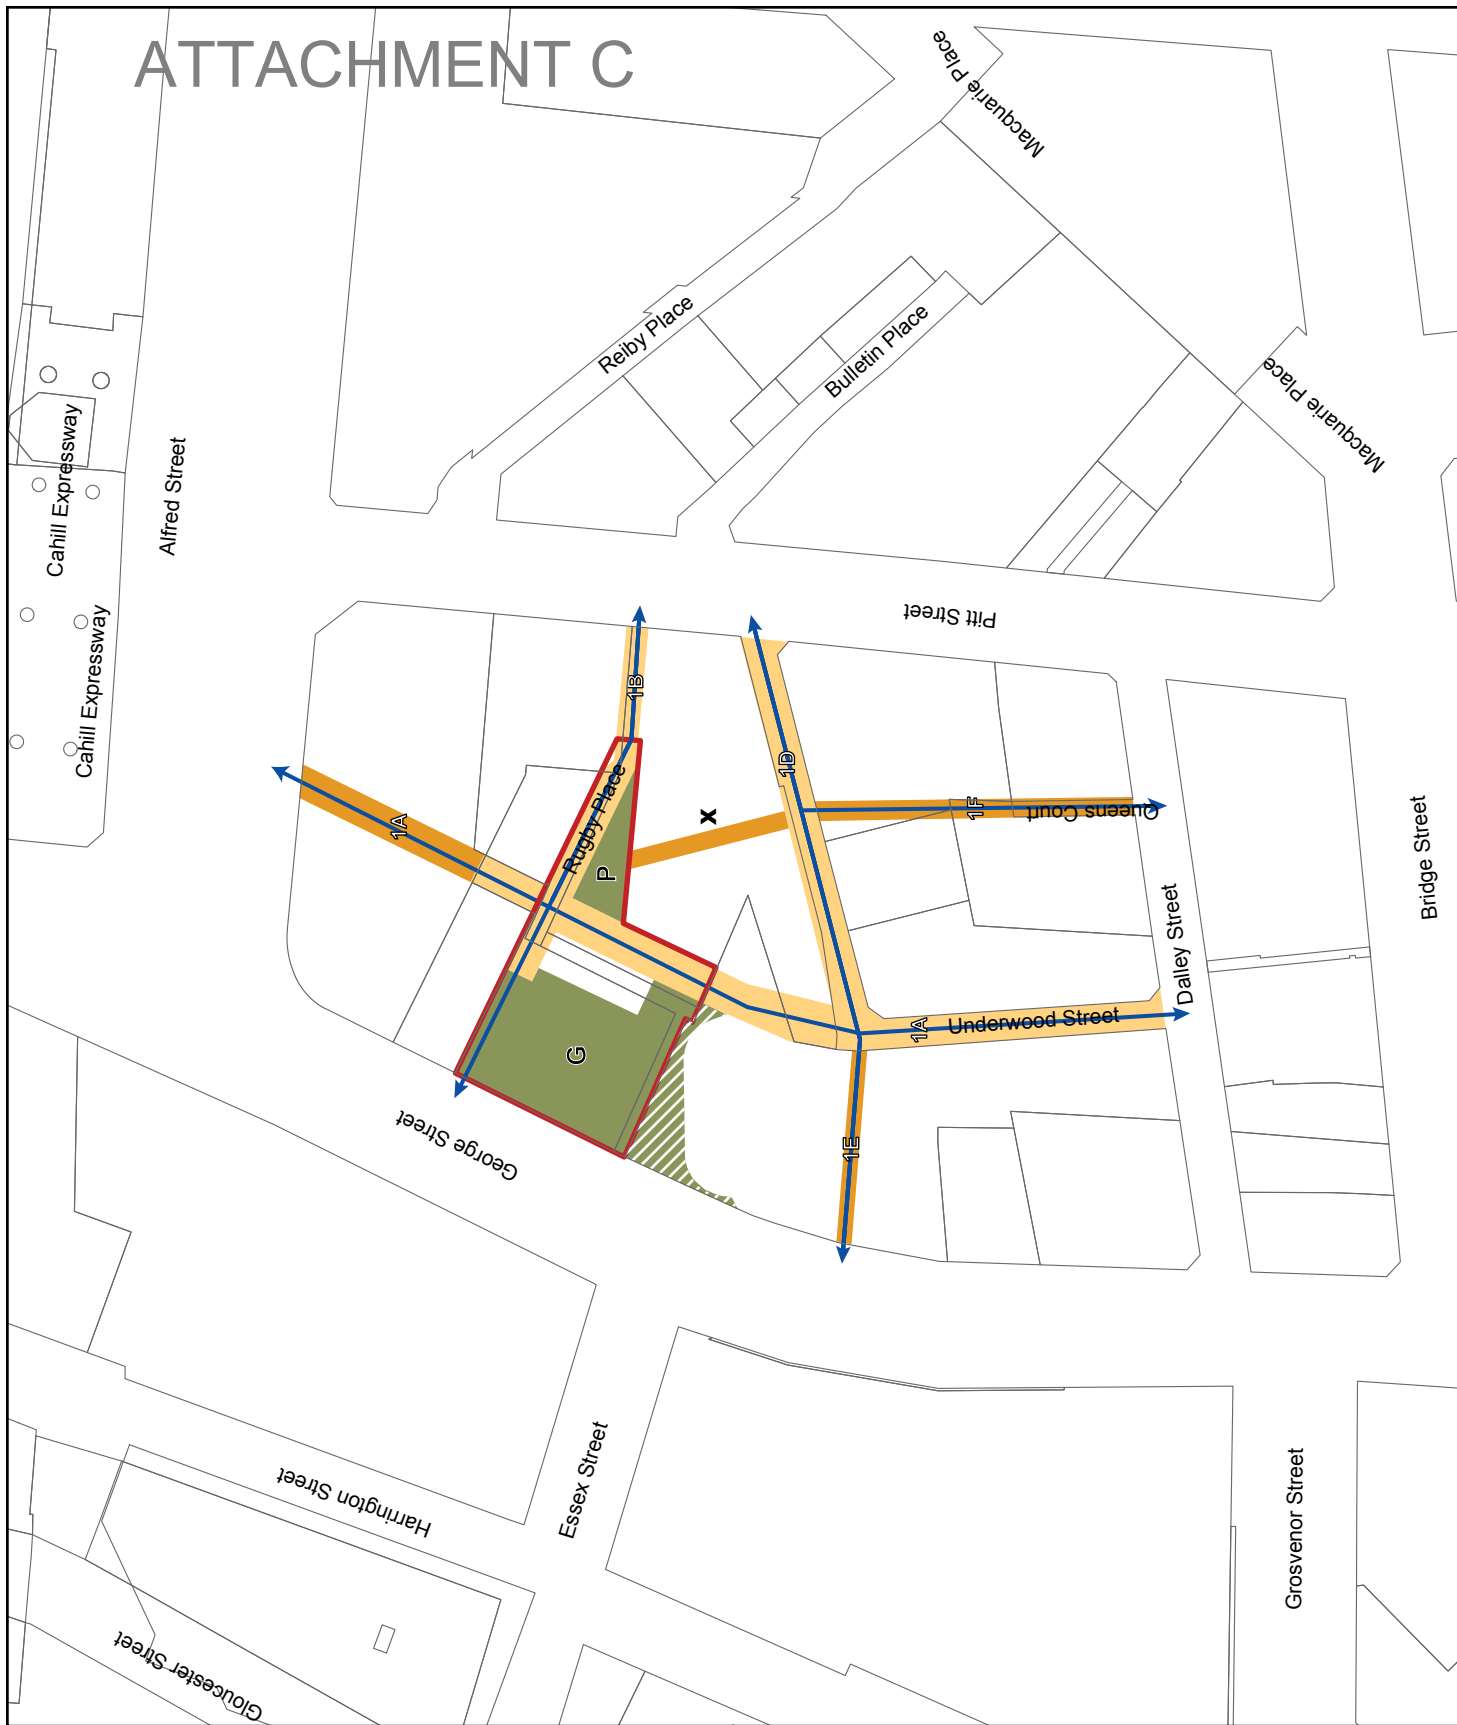 ATTACHMENT C
Macquarie Place
Reiby Place
Bulletin Place
Macquarie Place
Cahill Expressway
Alfred Street
Cahill Expressway
Pitt Street
1B
1D
Rugby Place
1A
X
1F
Queens Court
P
Bridge Street
Dalley Street
Underwood Street
1A
G
George Street
1E
Essex Street
Harrington Street
Grosvenor Street
Gloucester Street